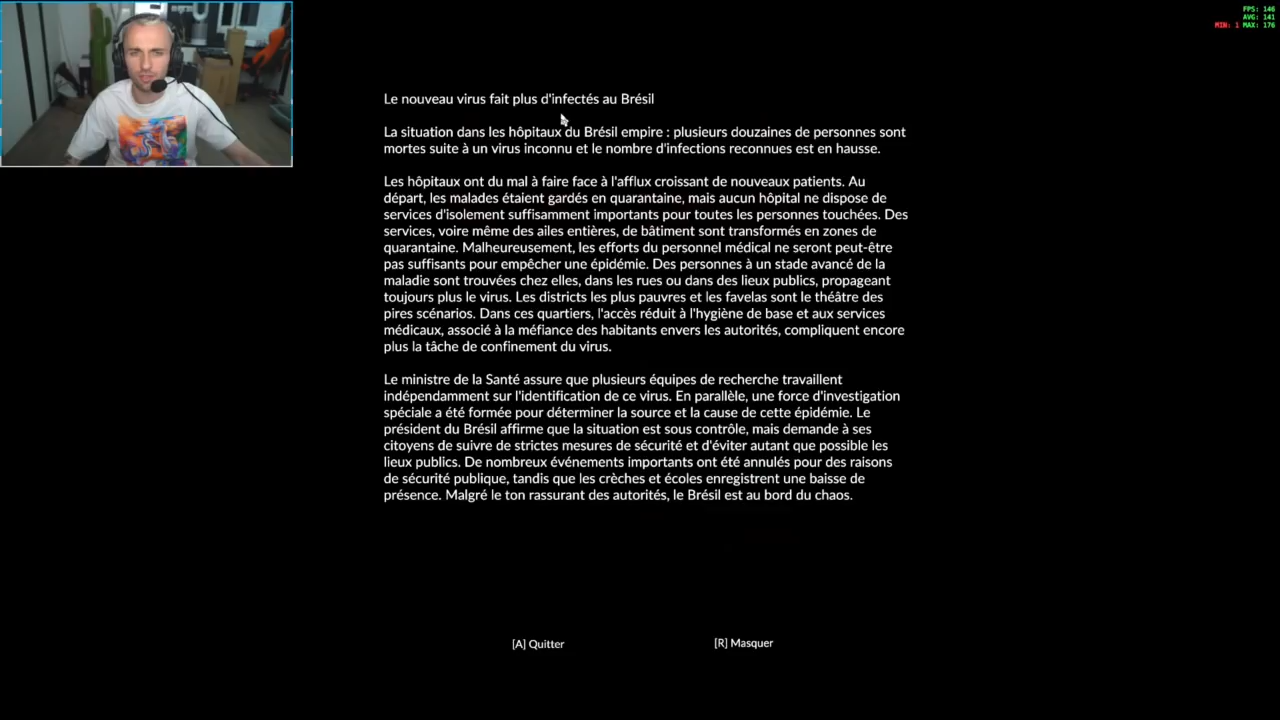 FPS: 146
AVG: 141
MIN: 1 MAX: 176
Le nouveau virus fait plus d'infectés au Brésil
La situation dans les hôpitaux du Brésil empire : plusieurs douzaines de personnes sont
mortes suite à un virus inconnu et le nombre d'infections reconnues est en hausse.
Les hôpitaux ont du mal à faire face à l'afflux croissant de nouveaux patients. Au
départ, les malades étaient gardés en quarantaine, mais aucun hôpital ne dispose de
services d'isolement suffisamment importants pour toutes les personnes touchées. Des
services, voire même des ailes entières, de bâtiment sont transformés en zones de
quarantaine. Malheureusement, les efforts du personnel médical ne seront peut-être
pas suffisants pour empêcher une épidémie. Des personnes à un stade avancé de la
maladie sont trouvées chez elles, dans les rues ou dans des lieux publics, propageant
toujours plus le virus. Les districts les plus pauvres et les favelas sont le théâtre des
pires scénarios. Dans ces quartiers, l'accès réduit à l'hygiène de base et aux services
médicaux, associé à la méfiance des habitants envers les autorités, compliquent encore
plus la tâche de confinement du virus.
Le ministre de la Santé assure que plusieurs équipes de recherche travaillent
indépendamment sur l'identification de ce virus. En parallèle, une force d'investigation
spéciale a été formée pour déterminer la source et la cause de cette épidémie. Le
président du Brésil affirme que la situation est sous contrôle, mais demande à ses
citoyens de suivre de strictes mesures de sécurité et d'éviter autant que possible les
lieux publics. De nombreux événements importants ont été annulés pour des raisons
de sécurité publique, tandis que les crèches et écoles enregistrent une baisse de
présence. Malgré le ton rassurant des autorités, le Brésil est au bord du chaos.
[A] Quitter
[R] Masquer